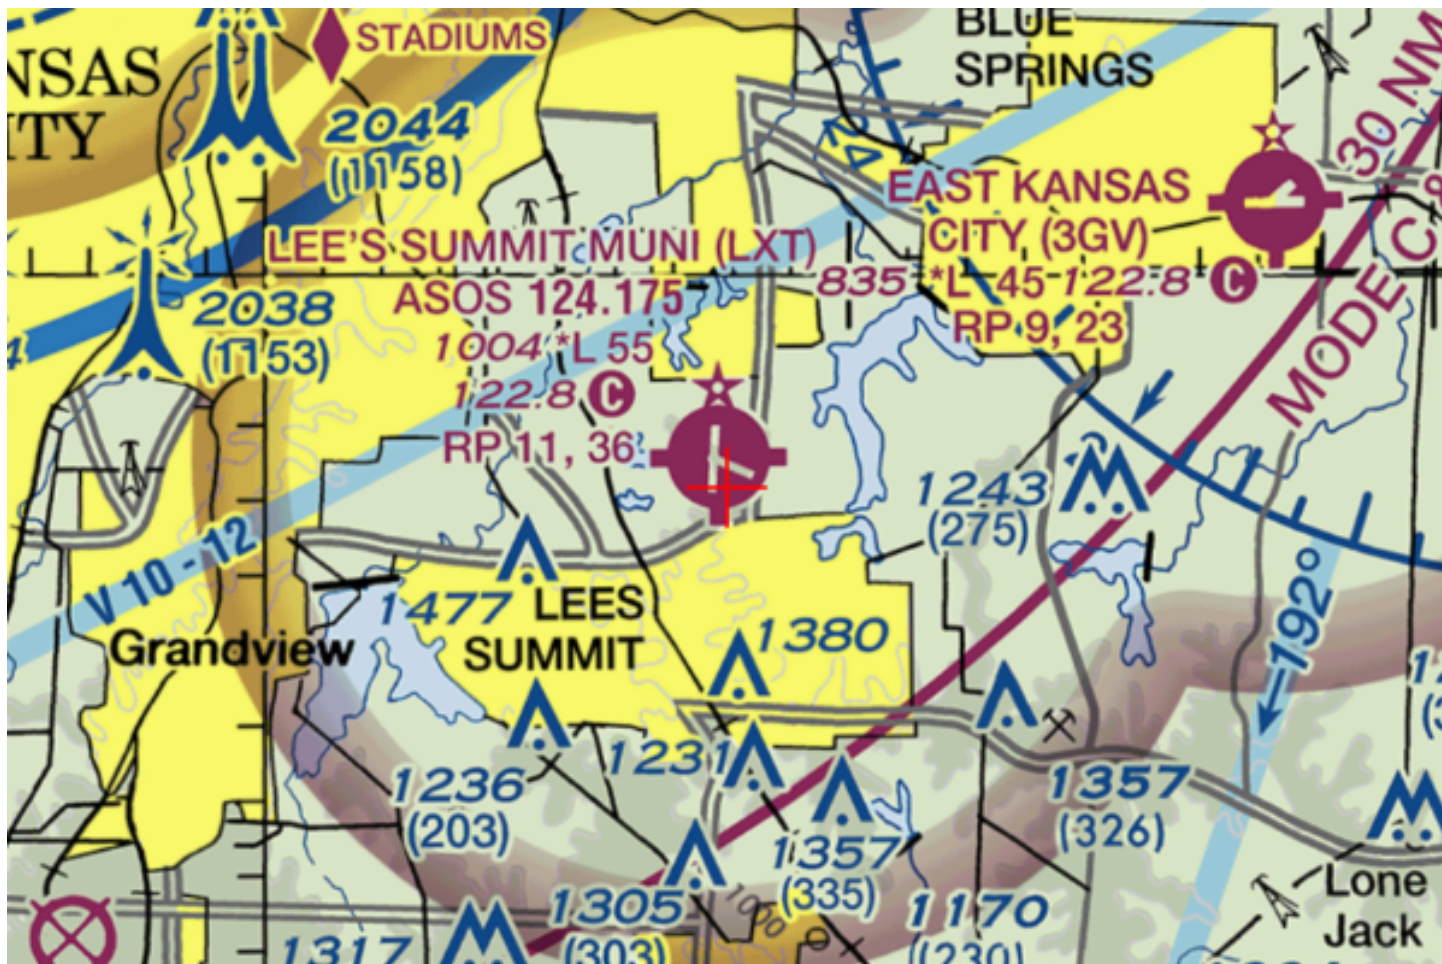 NSAS
ITY
STADIUMS
2044
(1158)
BLUE
SPRINGS
30 NM
MODE C
24
EAST KANSAS
CITY (3GV)
835 *L 45 122.8 C
RP 9, 23
LEE'S SUMMIT MUNI (LXT)
ASOS 124.175
1004 *L 55
122.8 C
RP 11, 36
2038
(1153)
4
V 10 - 12
Grandview
1477
LEES
SUMMIT
1380
1243
(275)
192°
1236
(203)
1231
1357
(335)
1357
(326)
1305
(303)
1000
1170
(230)
1317
Lone
Jack